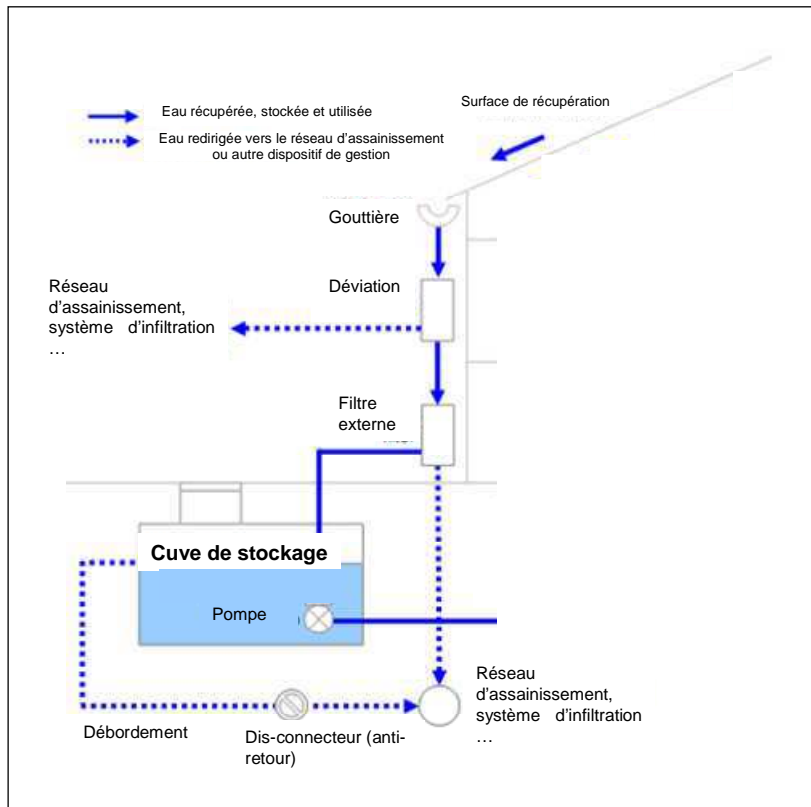 Eau récupérée, stockée et utilisée
Surface de récupération
Eau redirigée vers le réseau d'assainissement
ou autre dispositif de gestion
Gouttière
Déviation
Réseau
d'assainissement,
système d'infiltration
…
Filtre
externe
Cuve de stockage
Pompe
Réseau
d'assainissement,
système d'infiltration
…
Débordement
Dis-connecteur (anti-
retour)